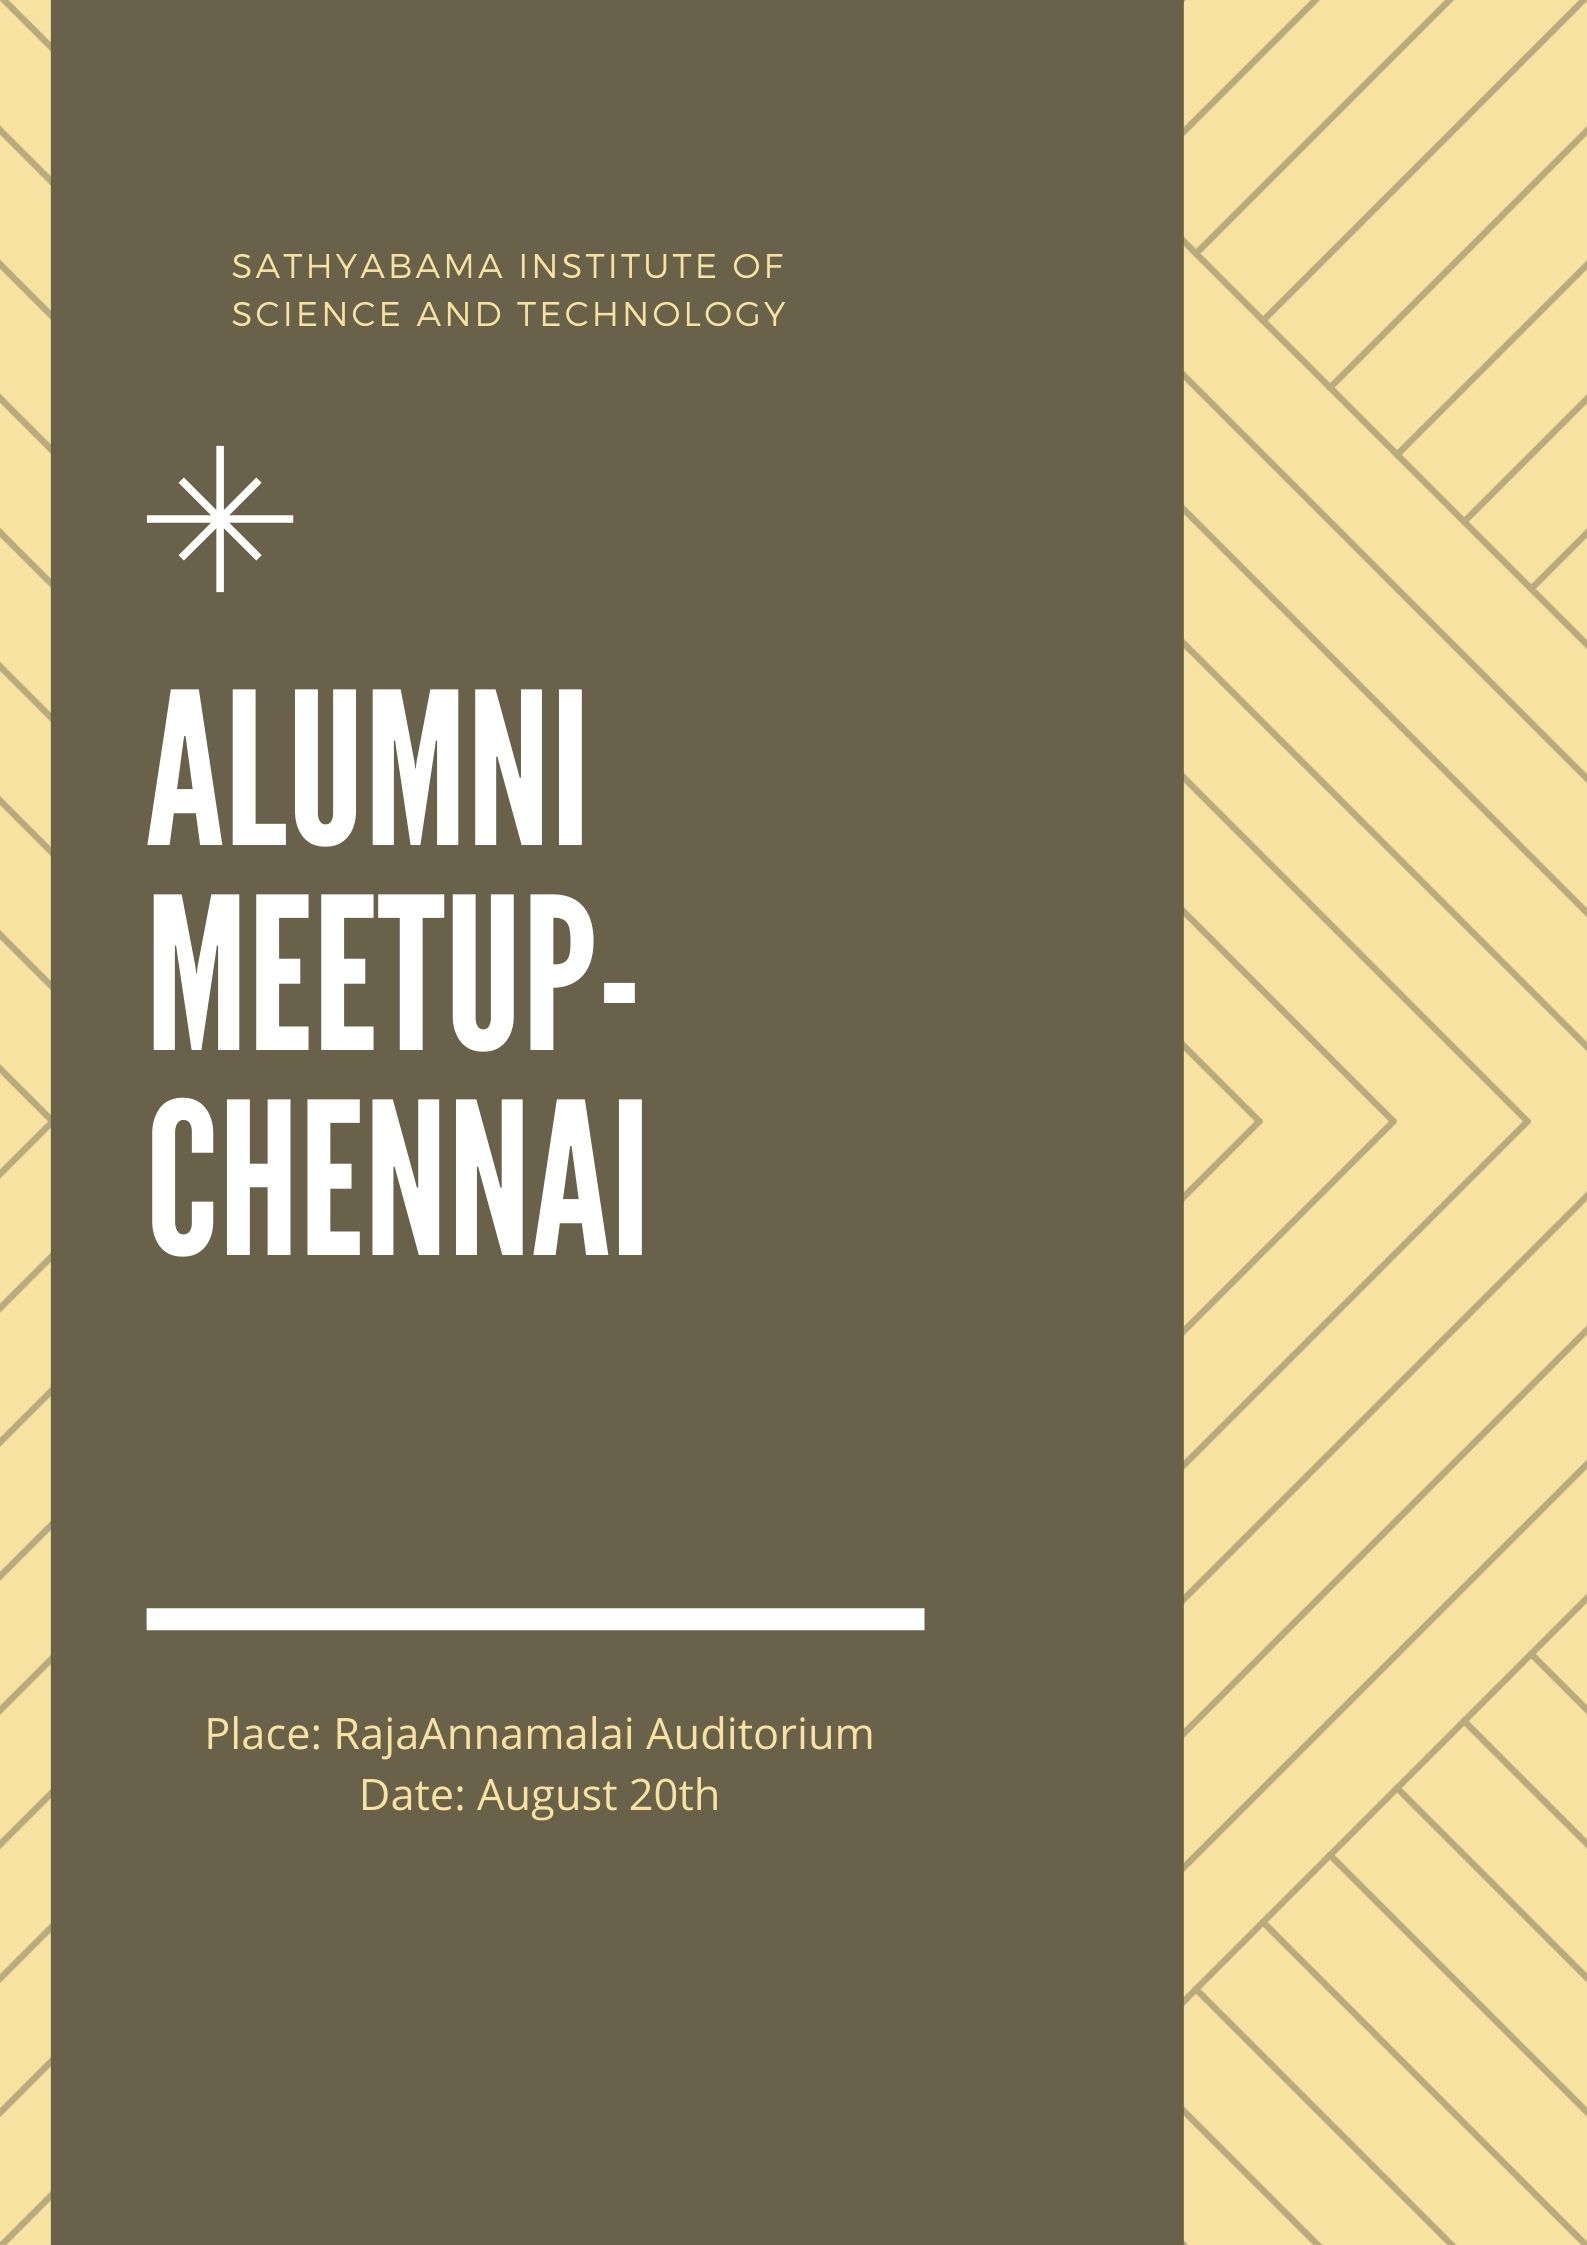 SATHYABAMA INSTITUTE OF
SCIENCE AND TECHNOLOGY
ALUMNI
MEETUP-
CHENNAI
Place: RajaAnnamalai Auditorium
Date: August 20th